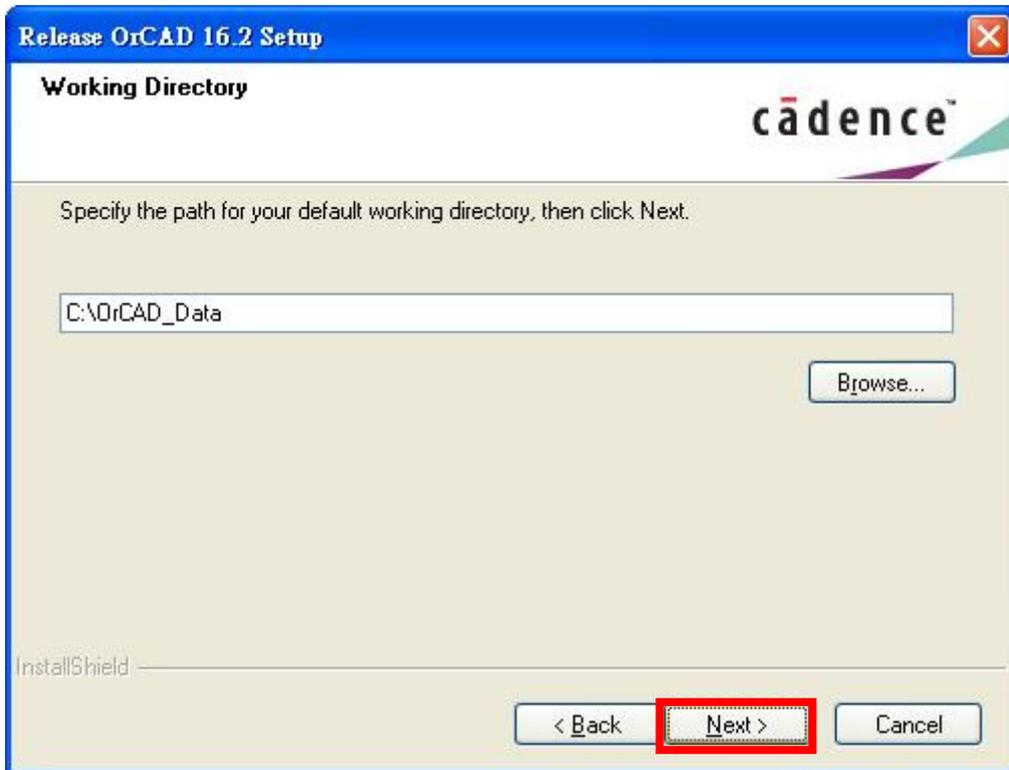 Release OrCAD 16.2 Setup
Working Directory
cādence™
Specify the path for your default working directory, then click Next.
C:\OrCAD_Data
Browse...
InstallShield
< Back
Next >
Cancel